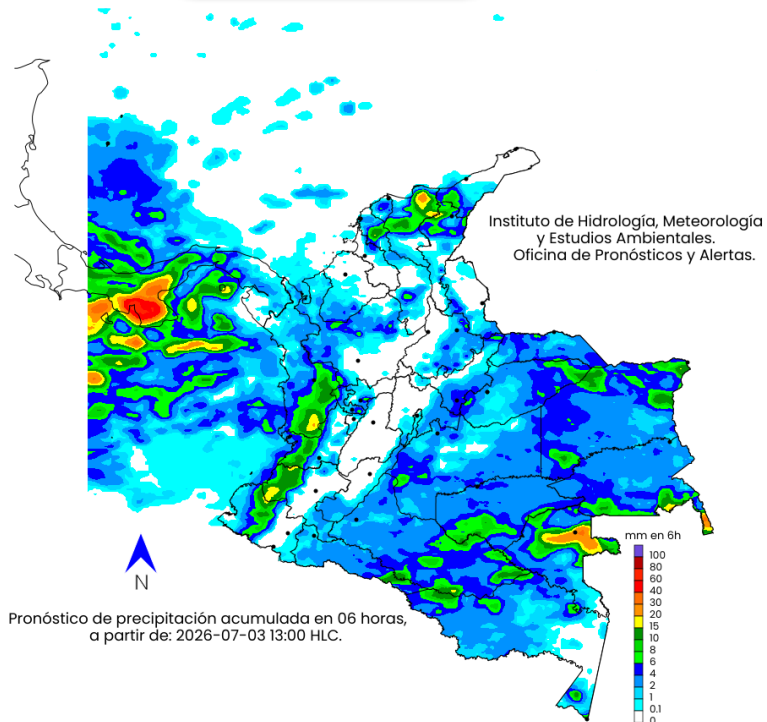 Instituto de Hidrología, Meteorología
y Estudios Ambientales.
Oficina de Pronósticos y Alertas.
mm en 6h
100
80
60
40
30
20
15
10
8
6
4
2
1
0.1
0
N
Pronóstico de precipitación acumulada en 06 horas,
a partir de: 2026-07-03 13:00 HLC.